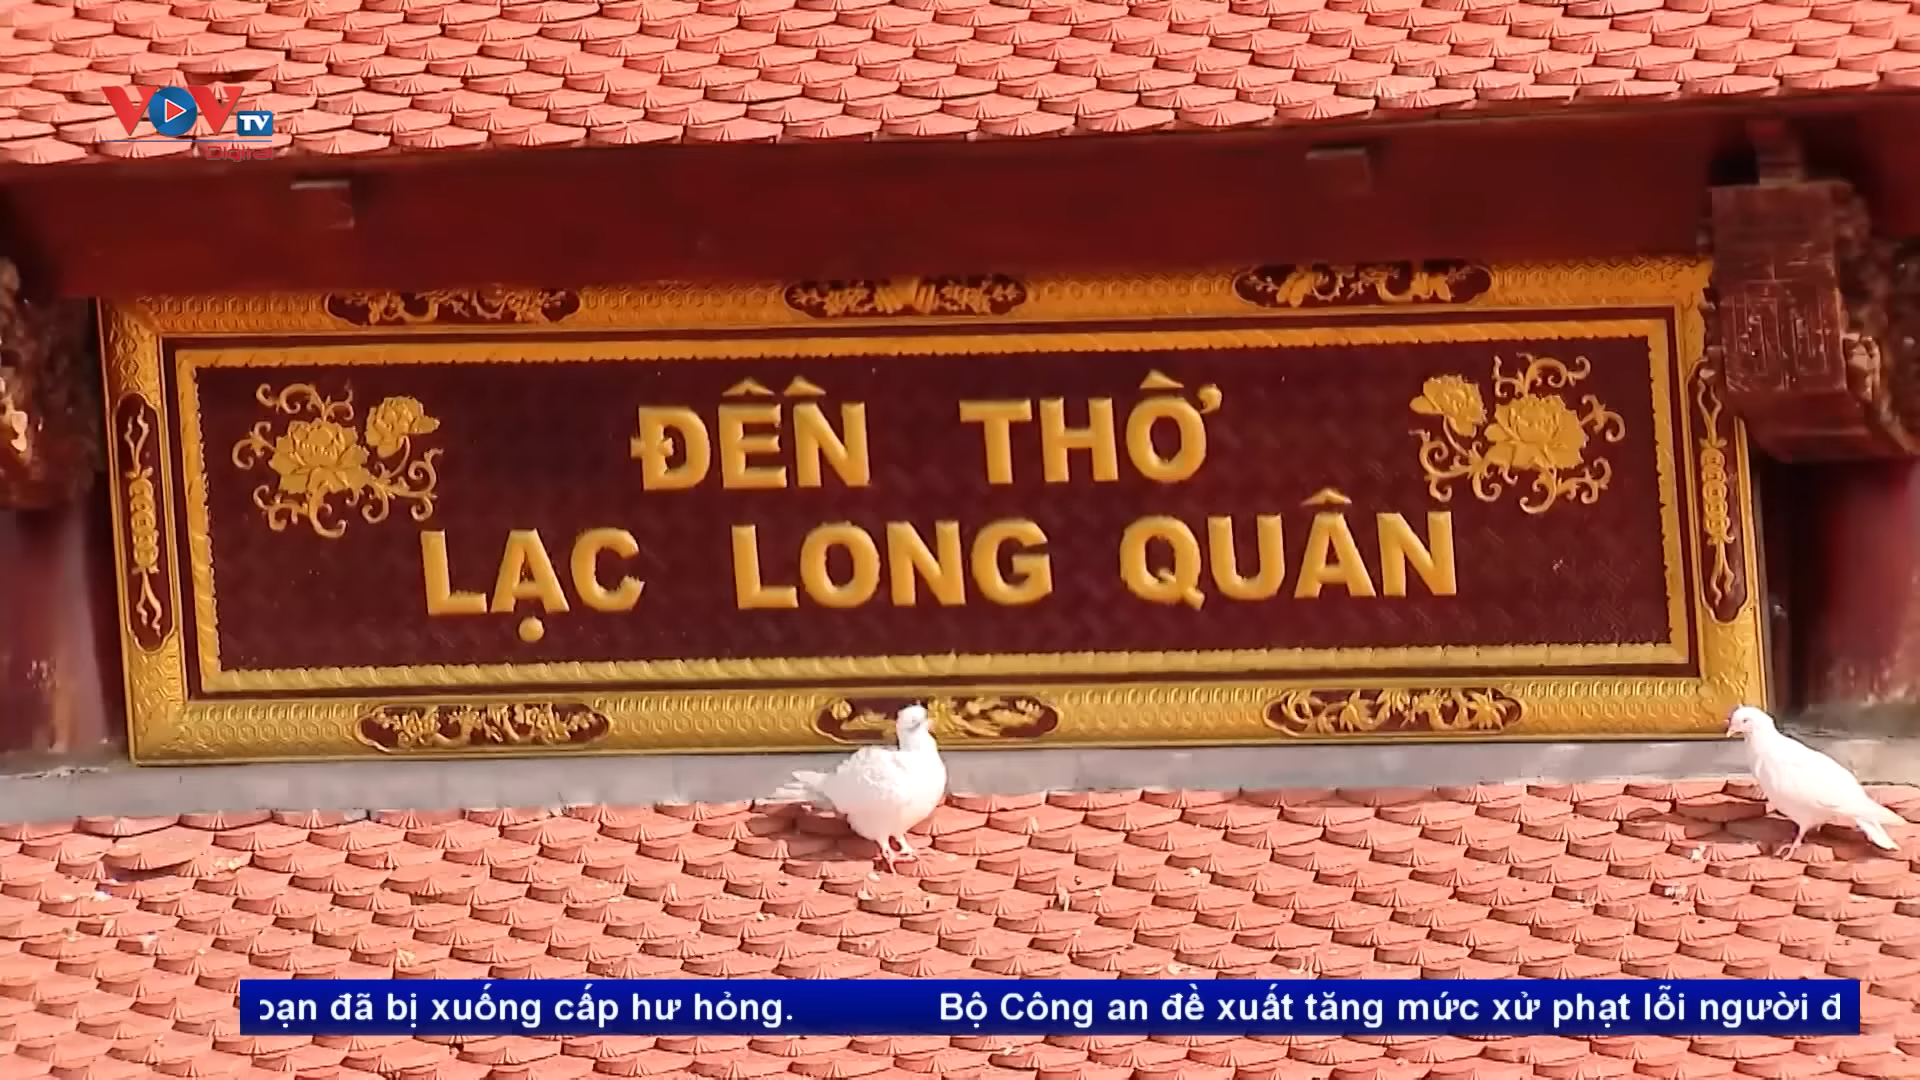 VOV TV
Digital
ĐỀN THỜ
LẠC LONG QUÂN
đã bị xuống cấp hư hỏng. Bộ Công an đề xuất tăng mức xử phạt lỗi người